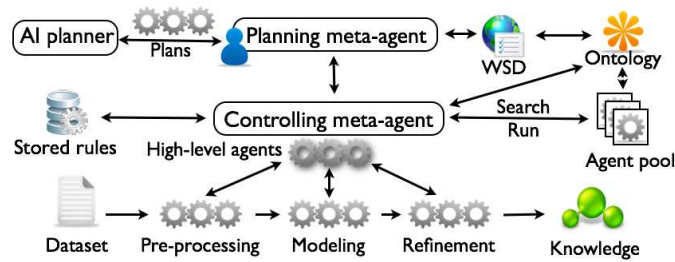 AI planner
Plans
Planning meta-agent
WSD
Ontology
Stored rules
Controlling meta-agent
Search
Run
High-level agents
Agent pool
Dataset
Pre-processing
Modeling
Refinement
Knowledge